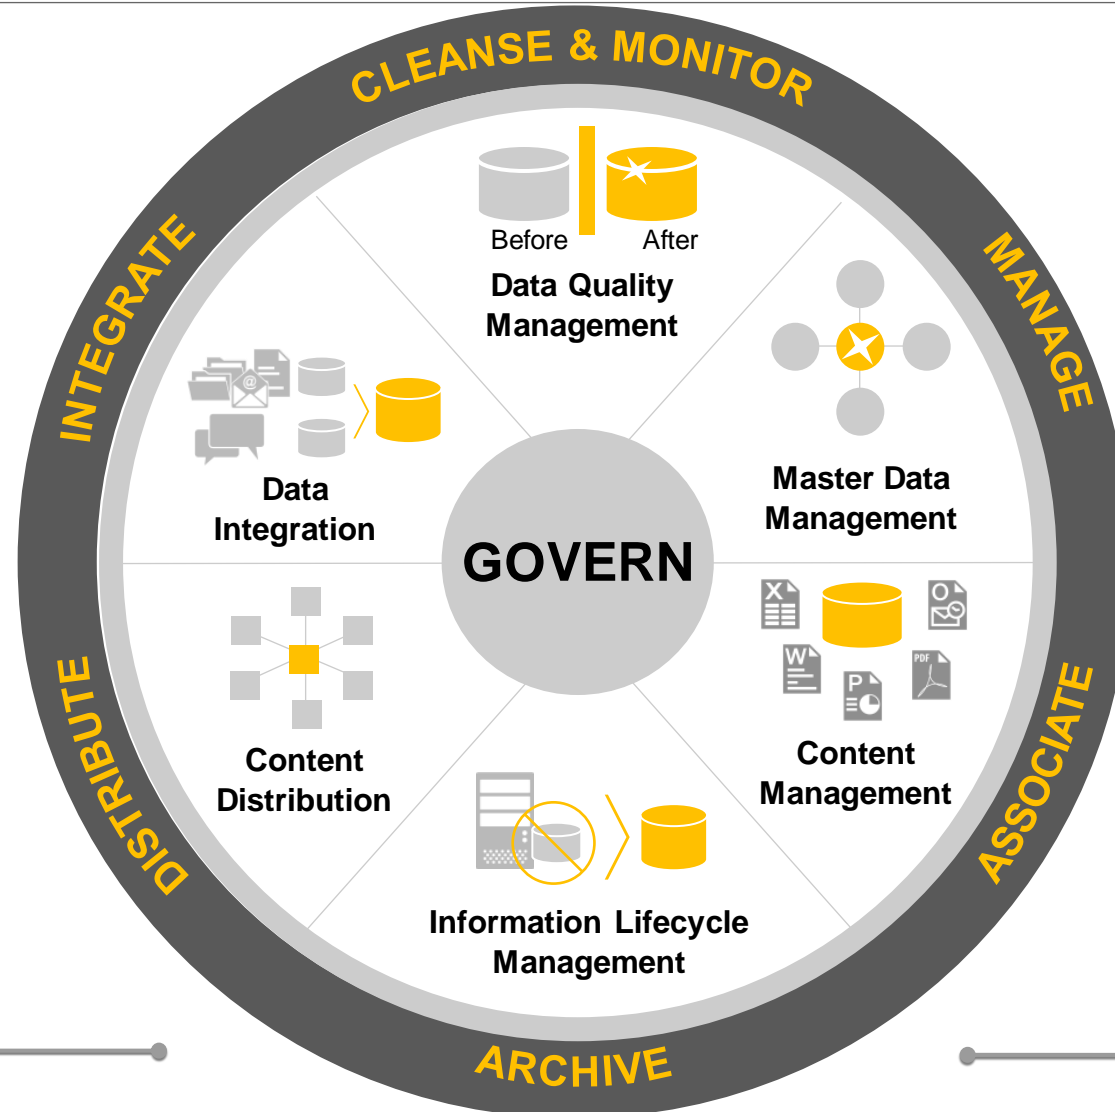 CLEANSE & MONITOR
Before
After
Data Quality
Management
MANAGE
Master Data
Management
INTEGRATE
@
Data
Integration
GOVERN
X
O
W
P
PDF
Content
Management
ASSOCIATE
DISTRIBUTE
Content
Distribution
Information Lifecycle
Management
ARCHIVE